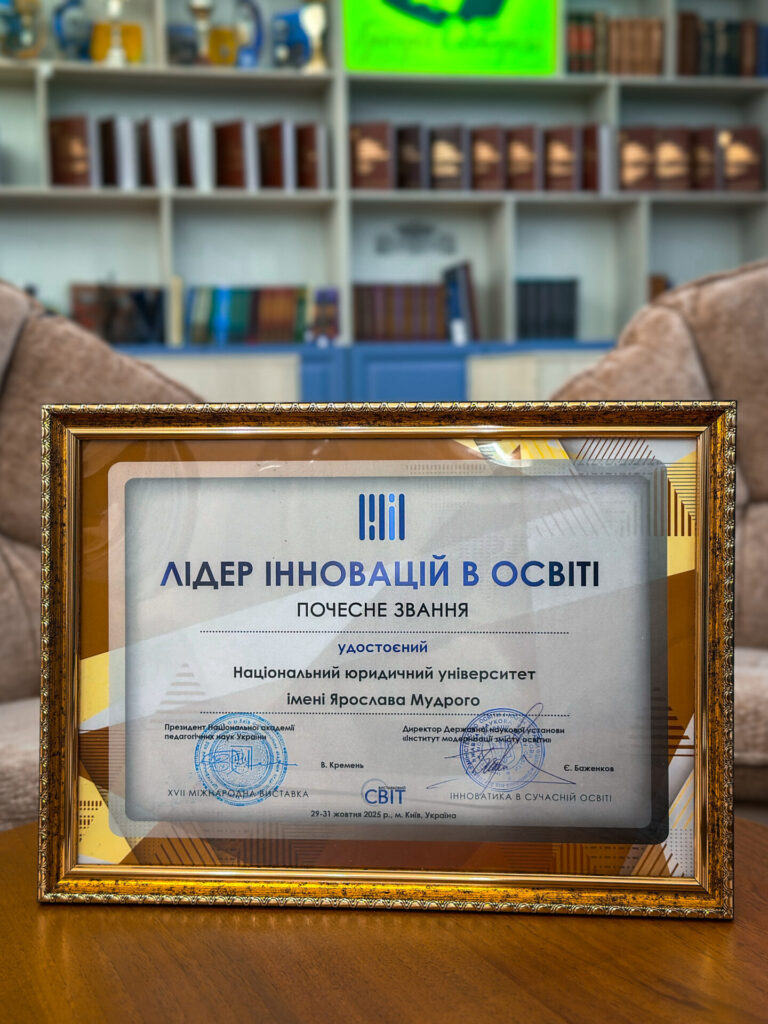 ЛІДЕР ІННОВАЦІЙ В ОСВІТІ
ПОЧЕСНЕ ЗВАННЯ
удостоєний
Національний юридичний університет
імені Ярослава Мудрого
Президент Національної академії
педагогічних наук України
В. Кремень
Директор Державної наукової установи
«Інститут модернізації змісту освіти»
Є. Баженков
XVII МІЖНАРОДНА ВИСТАВКА
СВІТ
ІННОВАТИКА В СУЧАСНІЙ ОСВІТІ
29-31 жовтня 2025 р., м. Київ, Україна